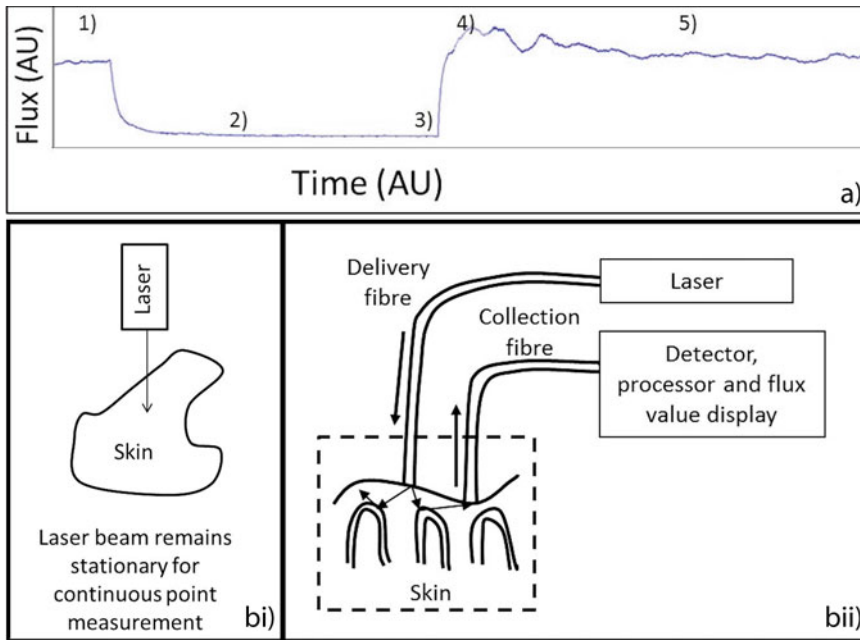 1)
4)
5)
2)
3)
Flux (AU)
Time (AU)
a)
Laser
Skin
Laser beam remains
stationary for
continuous point
measurement
bi)
Delivery
fibre
Laser
Collection
fibre
Detector,
processor and flux
value display
Skin
bii)